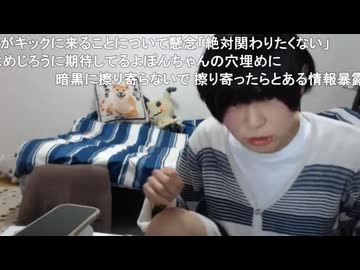 がキックに来ることについて懸念「絶対関わりたくない」
まめじろうに期待してるよぽんちゃんの穴埋めに
暗黒に擦り寄らないで 擦り寄ったらとある情報暴露